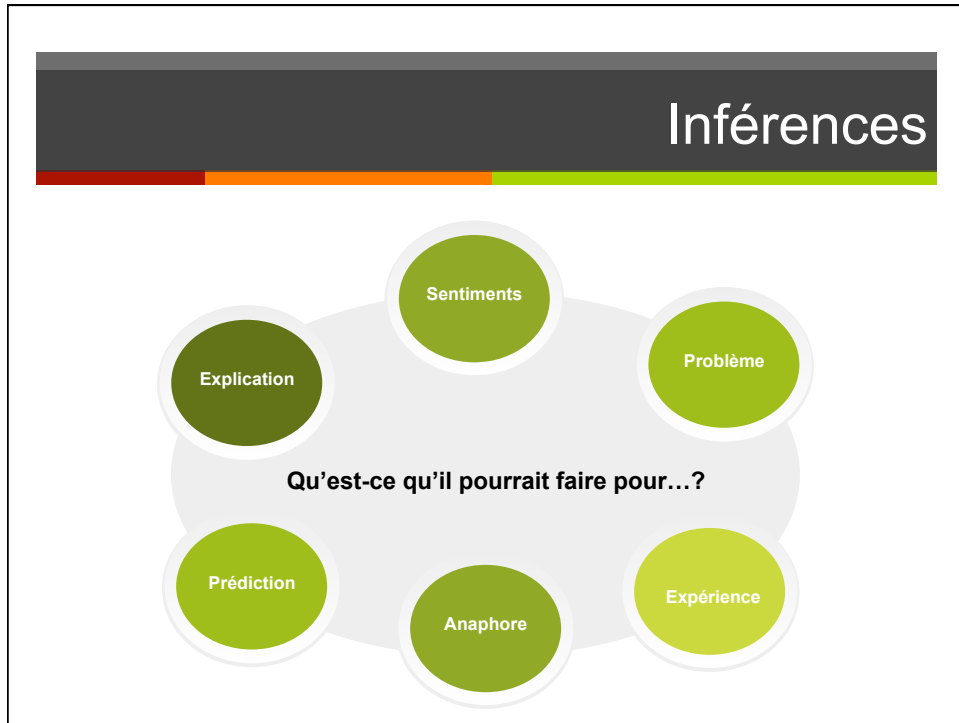 Inférences
Sentiments
Problème
Explication
Qu’est-ce qu’il pourrait faire pour…?
Prédiction
Expérience
Anaphore